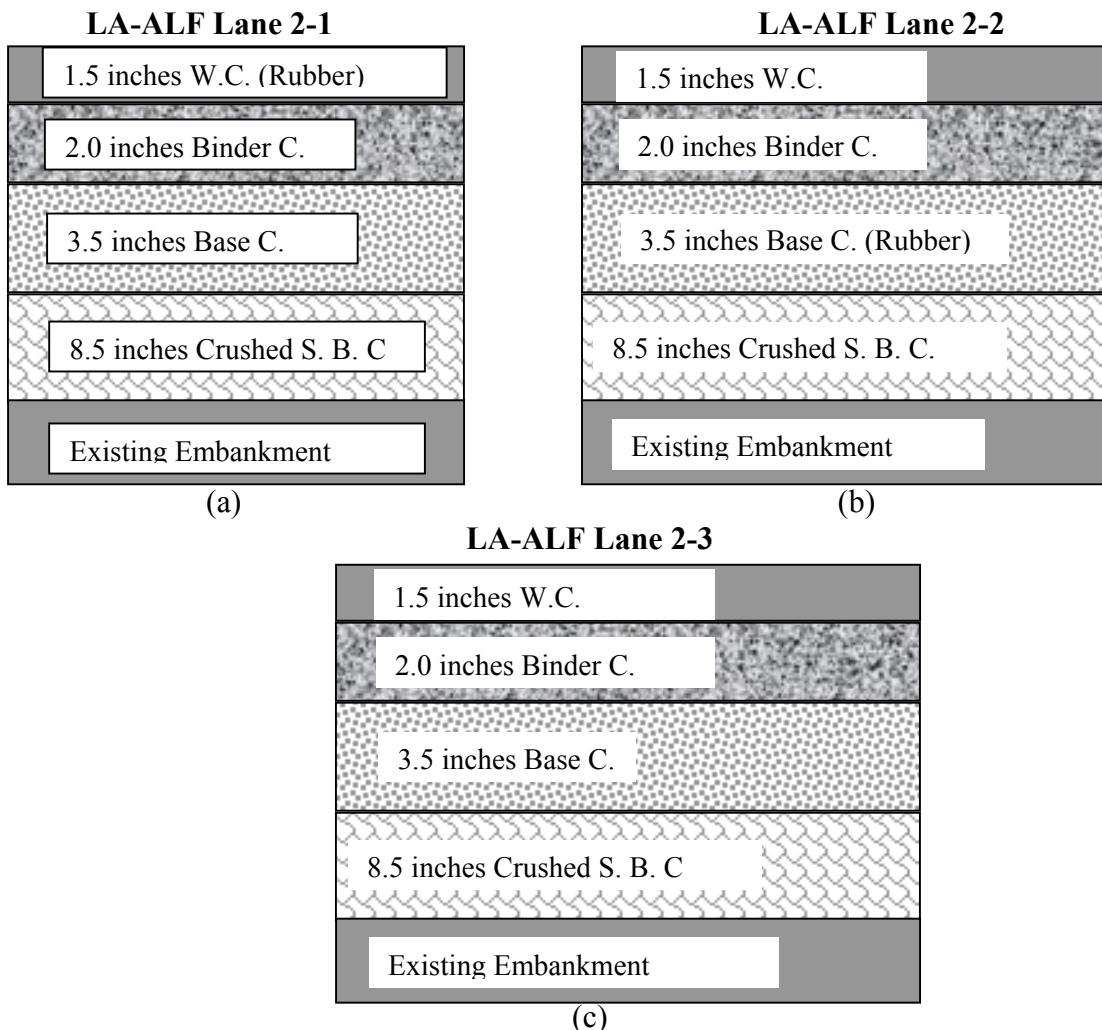 LA-ALF Lane 2-1
1.5 inches W.C. (Rubber)
2.0 inches Binder C.
3.5 inches Base C.
8.5 inches Crushed S. B. C
Existing Embankment
(a)
LA-ALF Lane 2-2
1.5 inches W.C.
2.0 inches Binder C.
3.5 inches Base C. (Rubber)
8.5 inches Crushed S. B. C.
Existing Embankment
(b)
LA-ALF Lane 2-3
1.5 inches W.C.
2.0 inches Binder C.
3.5 inches Base C.
8.5 inches Crushed S. B. C
Existing Embankment
(c)